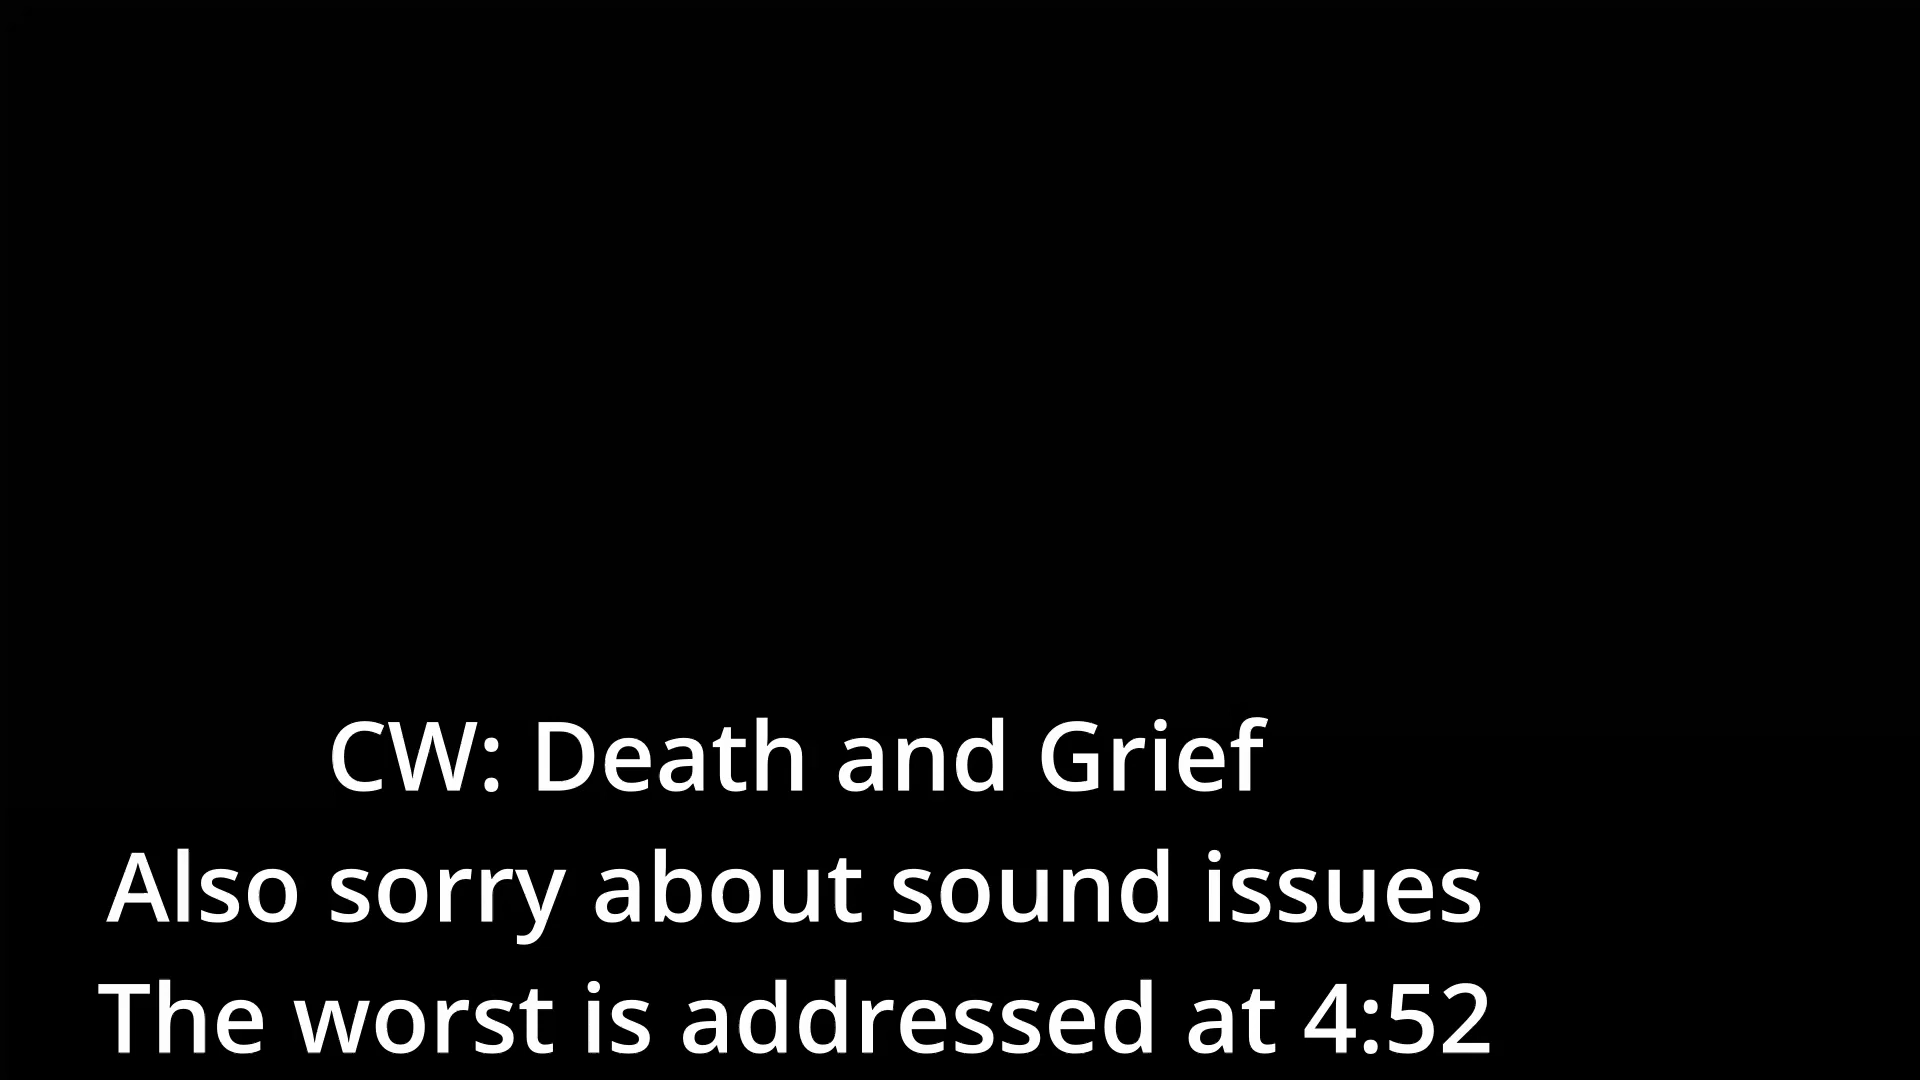 CW: Death and Grief
Also sorry about sound issues
The worst is addressed at 4:52